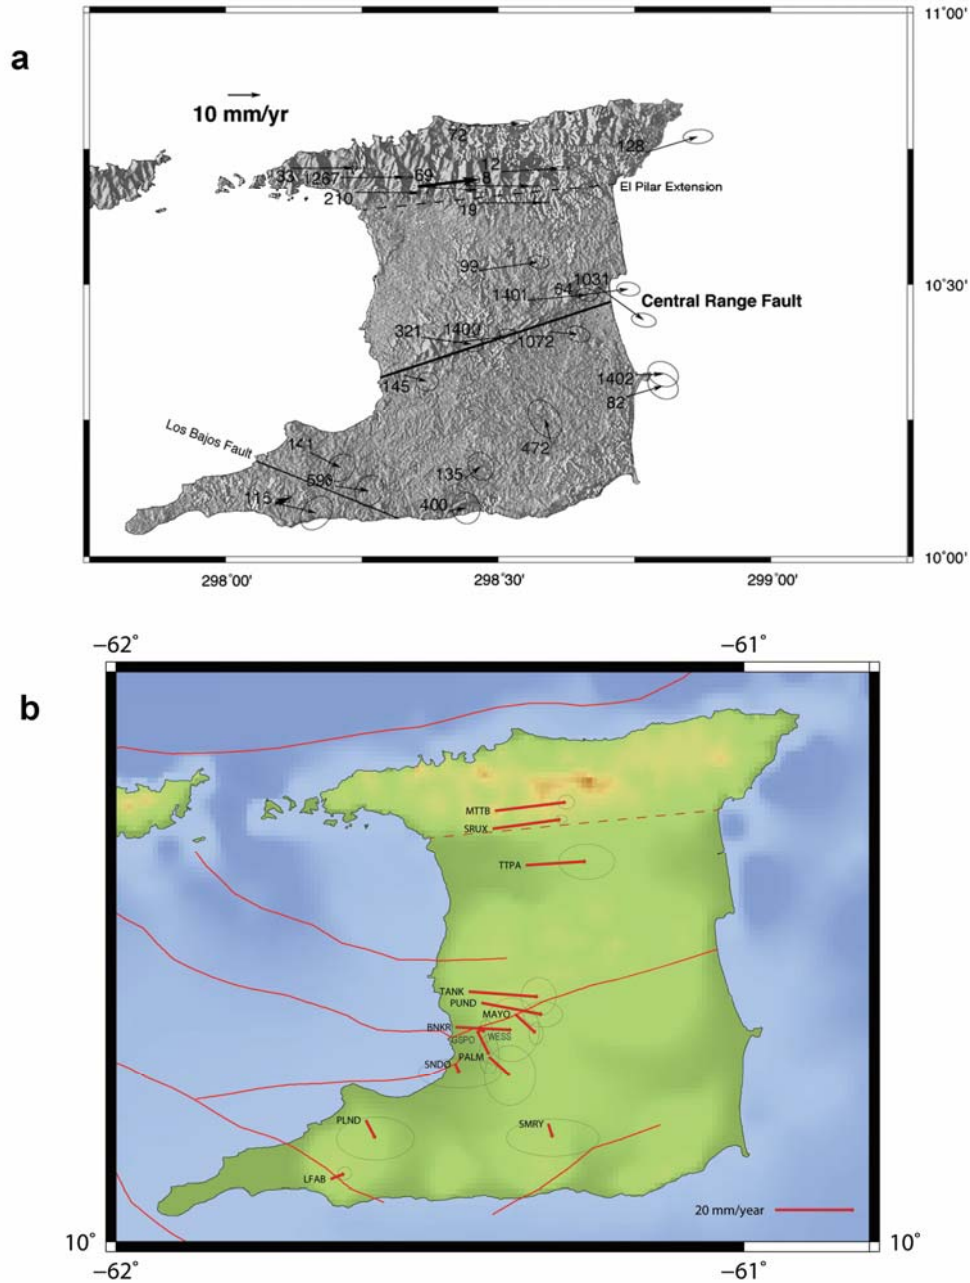 a
11°00'
10 mm/yr
72
128
12
33 1267 69 8
El Pilar Extension
210
19
99
1031
1401 64
10°30'
Central Range Fault
321 1400
1072
145
1402
82
Los Bajos Fault
141
472
590 135
115
400
10°00'
298°00' 298°30' 299°00'
−62° −61°
b
MTTB
SRUX
TTPA
TANK
PUND
MAYO
BNKR
GSPO WESS
PALM
SNDO
PLND
SMRY
LFAB
20 mm/year
10° 10°
−62° −61°